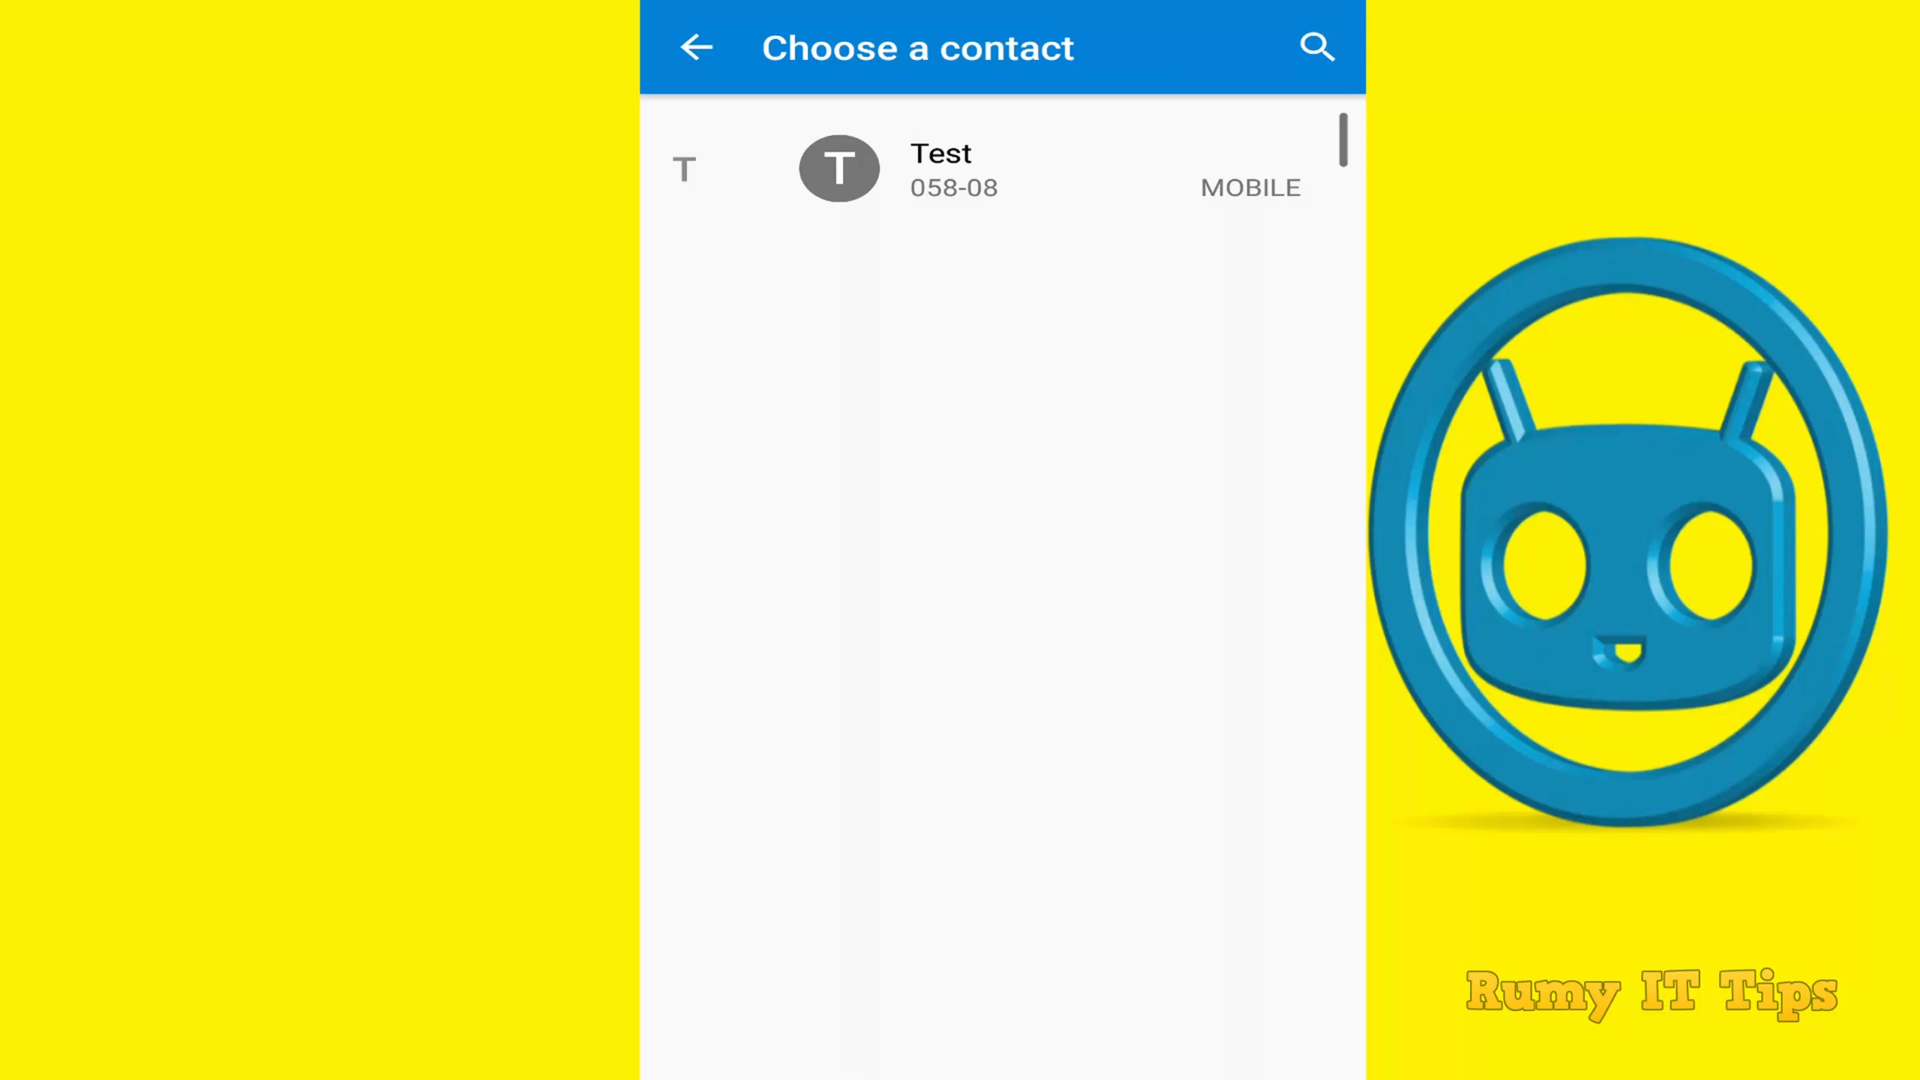 Choose a contact
T
T
Test
058-08
MOBILE
Rumy IT Tips